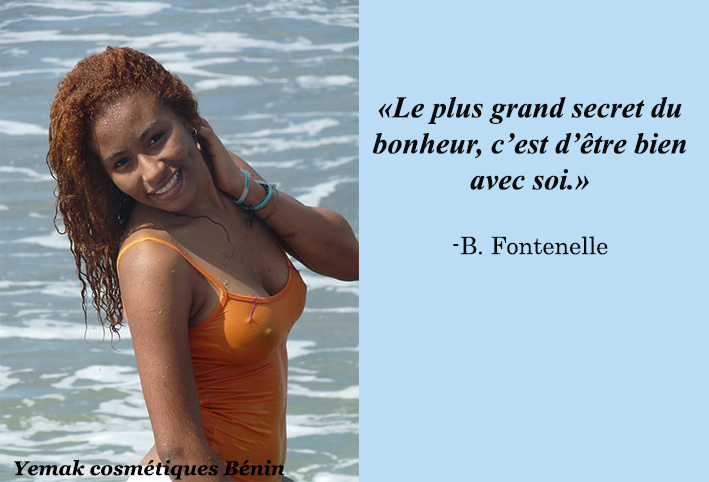 «Le plus grand secret du
bonheur, c’est d’être bien
avec soi.»
-B. Fontenelle
Yemak cosmétiques Bénin